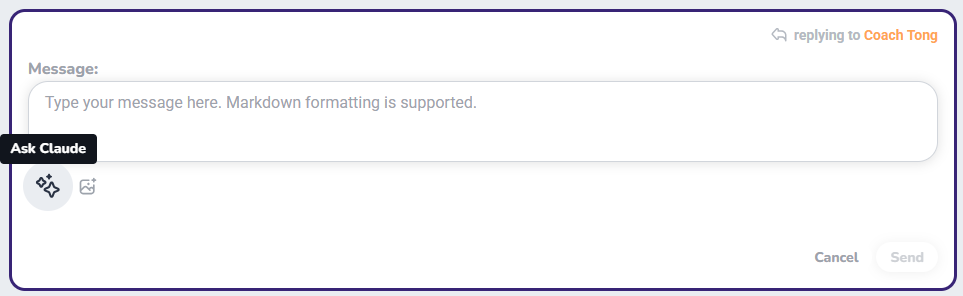 replying to Coach Tong
Message:
Type your message here. Markdown formatting is supported.
Ask Claude
Cancel Send